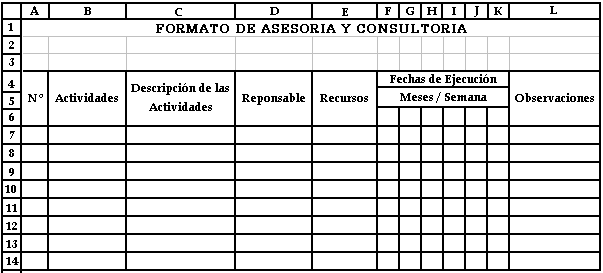 A B C D E F G H I J K L
1 FORMATO DE ASESORIA Y CONSULTORIA
2
3
4 Fechas de Ejecución
N° Actividades Descripción de las Actividades Reponsable Recursos Observaciones
5 Meses / Semana
6
7
8
9
10
11
12
13
14